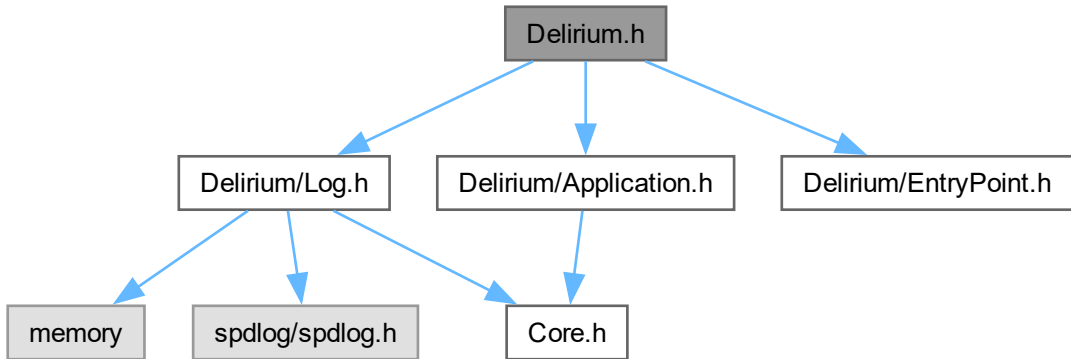 Delirium.h
Delirium/Log.h
Delirium/Application.h
Delirium/EntryPoint.h
memory
spdlog/spdlog.h
Core.h